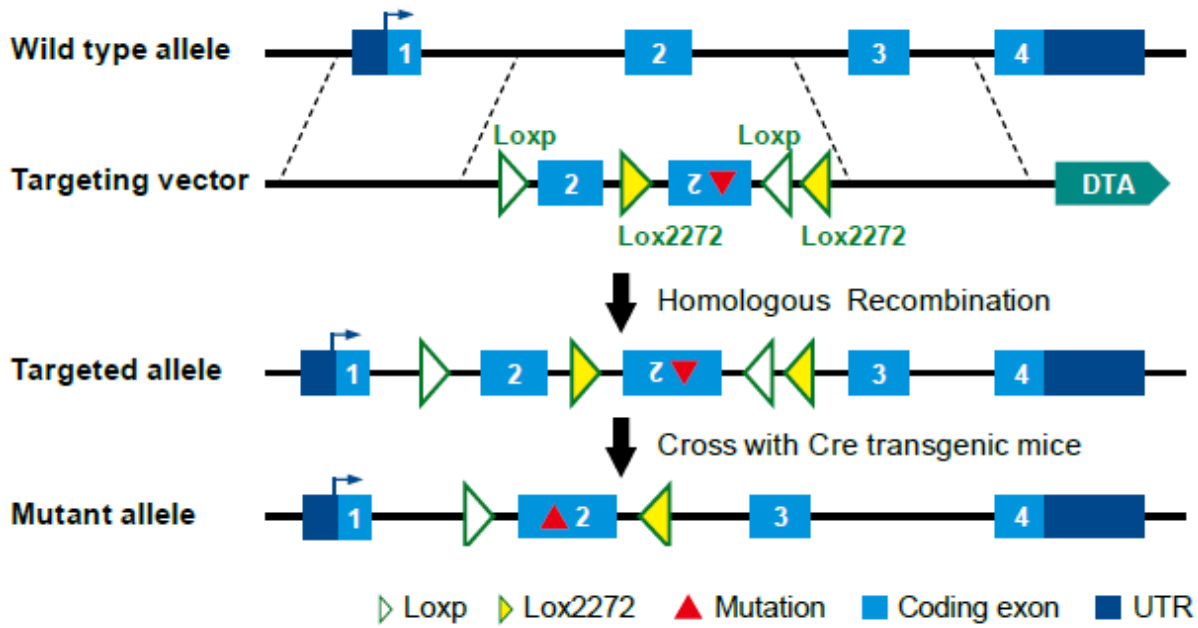 Wild type allele 1 2 3 4
Loxp Loxp
Targeting vector 2 2 DTA
Lox2272 Lox2272
Homologous Recombination
Targeted allele 1 2 2 3 4
Cross with Cre transgenic mice
Mutant allele 1 2 3 4
Loxp Lox2272 Mutation Coding exon UTR